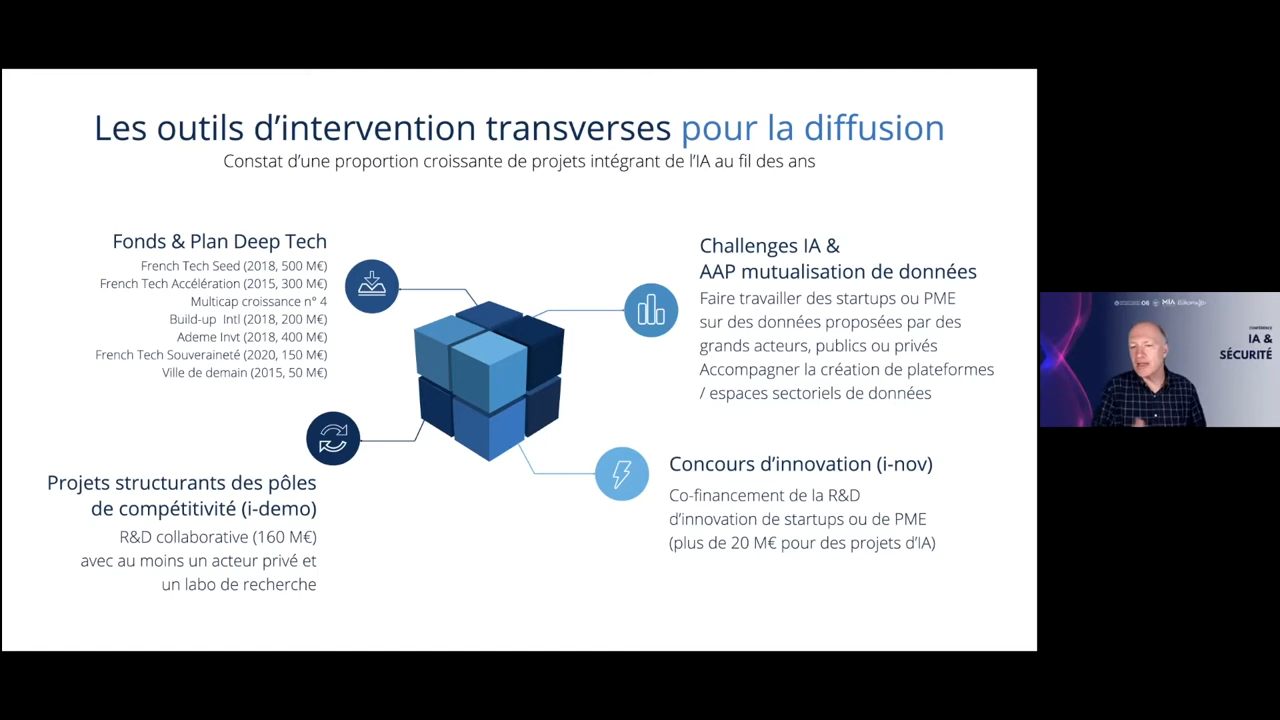 Les outils d’intervention transverses pour la diffusion
Constat d’une proportion croissante de projets intégrant de l’IA au fil des ans
Fonds & Plan Deep Tech
French Tech Seed (2018, 500 M€)
French Tech Accélération (2015, 300 M€)
Multicap croissance n° 4
Build-up Intl (2018, 200 M€)
Ademe Invt (2018, 400 M€)
French Tech Souveraineté (2020, 150 M€)
Ville de demain (2015, 50 M€)
Projets structurants des pôles
de compétitivité (i-demo)
R&D collaborative (160 M€)
avec au moins un acteur privé et
un labo de recherche
Challenges IA &
AAP mutualisation de données
Faire travailler des startups ou PME
sur des données proposées par des
grands acteurs, publics ou privés
Accompagner la création de plateformes
/ espaces sectoriels de données
Concours d’innovation (i-nov)
Co-financement de la R&D
d’innovation de startups ou de PME
(plus de 20 M€ pour des projets d’IA)
MIA
CONFÉRENCE
IA &
SÉCURITÉ